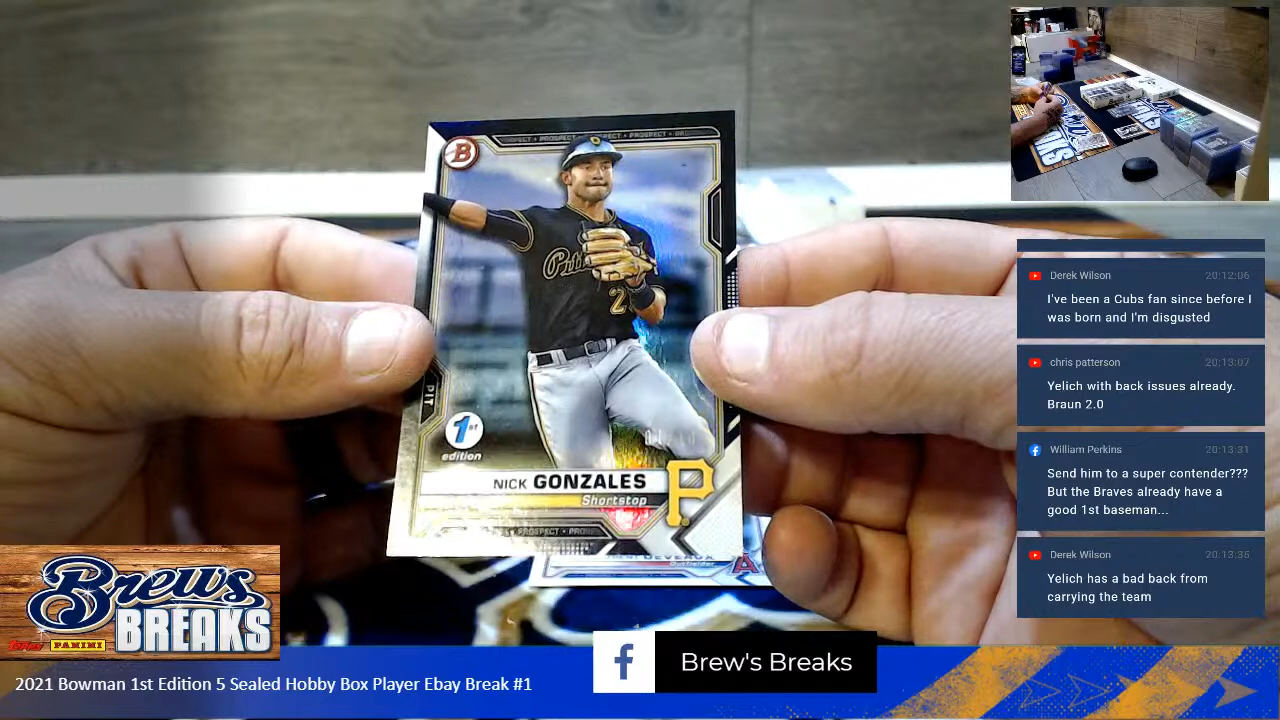 B
PROSPECT
PIT
1st
edition
NICK GONZALES
Shortstop
P
PROSPECT
DEVEAUX
Outfielder
A
BREAKS
Derek Wilson 20:12:06
I've been a Cubs fan since before I
was born and I'm disgusted
chris patterson 20:13:07
Yelich with back issues already.
Braun 2.0
William Perkins 20:13:31
Send him to a super contender???
But the Braves already have a
good 1st baseman...
Derek Wilson 20:13:35
Yelich has a bad back from
carrying the team
Brews
BREAKS
Topps PANINI
f Brew's Breaks
2021 Bowman 1st Edition 5 Sealed Hobby Box Player Ebay Break #1